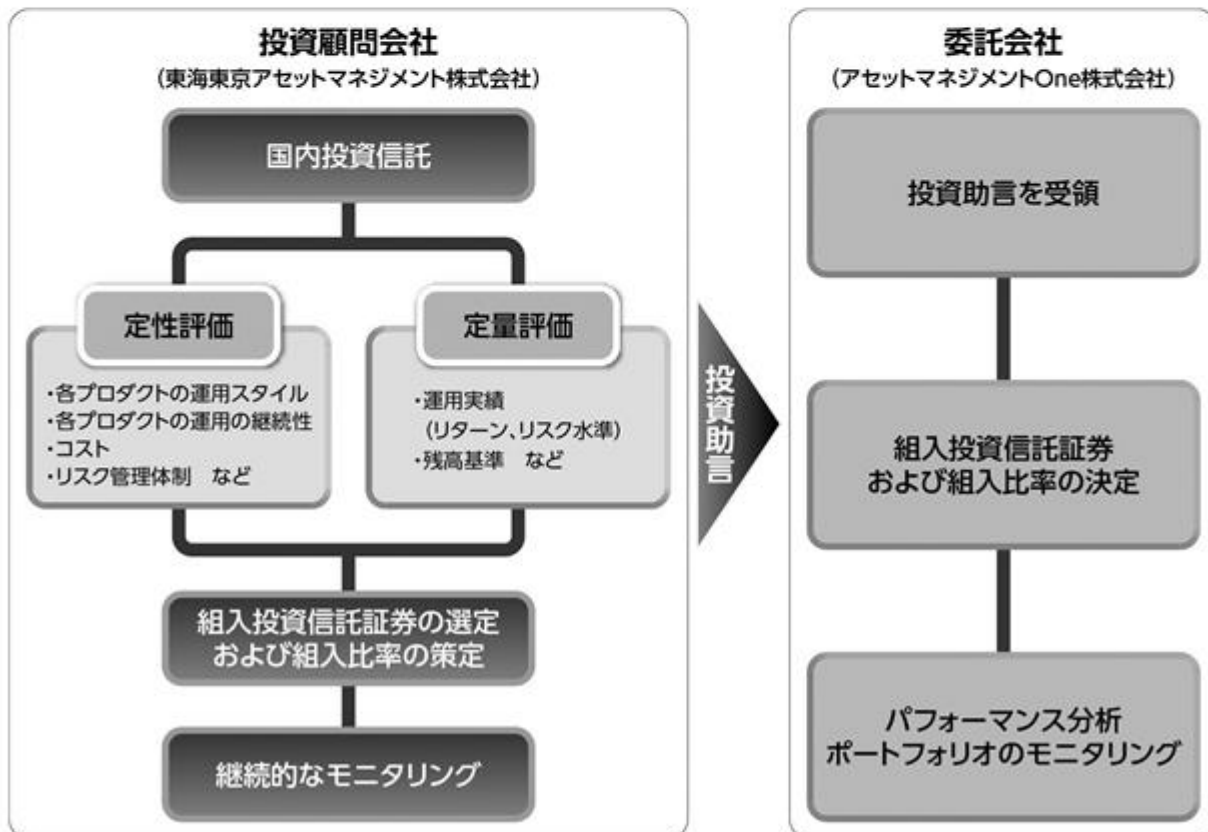 投資顧問会社
(東海東京アセットマネジメント株式会社)
国内投資信託
定性評価
・各プロダクトの運用スタイル
・各プロダクトの運用の継続性
・コスト
・リスク管理体制　など
定量評価
・運用実績
(リターン、リスク水準)
・残高基準　など
組入投資信託証券の選定
および組入比率の策定
継続的なモニタリング
投資助言
委託会社
(アセットマネジメントOne株式会社)
投資助言を受領
組入投資信託証券
および組入比率の決定
パフォーマンス分析
ポートフォリオのモニタリング